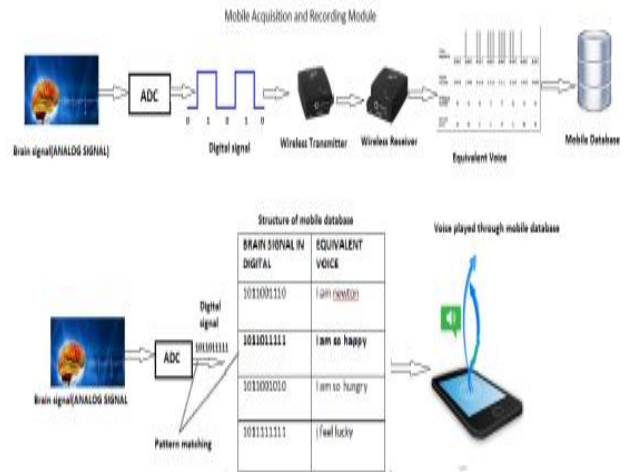 Mobile Acquisition and Recording Module
ADC
0 1 0 1 0
Brain signal(ANALOG SIGNAL)
Digital signal
Wireless Transmitter
Wireless Receiver
Equivalent Voice
Mobile Database
Structure of mobile database
Voice played through mobile database
BRAIN SIGNAL IN
DIGITAL
EQUIVALENT
VOICE
1011001110
I am newton
1011011111
I am so happy
1011001010
I am so hungry
1011111111
I feel lucky
Digital
signal
1011011111
ADC
Brain signal(ANALOG SIGNAL
Pattern matching